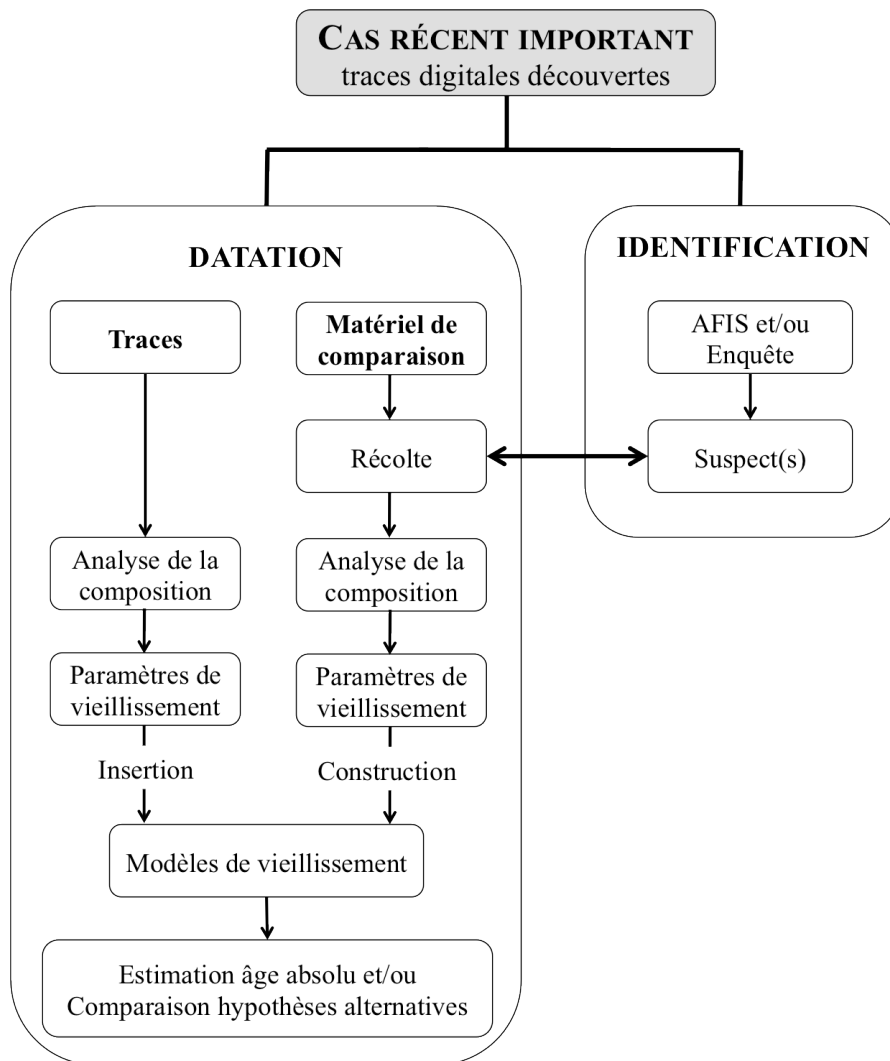 CAS RÉCENT IMPORTANT
traces digitales découvertes
DATATION
Traces
Matériel de
comparaison
Récolte
Analyse de la
composition
Analyse de la
composition
Paramètres de
vieillissement
Paramètres de
vieillissement
Insertion
Construction
Modèles de vieillissement
Estimation âge absolu et/ou
Comparaison hypothèses alternatives
IDENTIFICATION
AFIS et/ou
Enquête
Suspect(s)